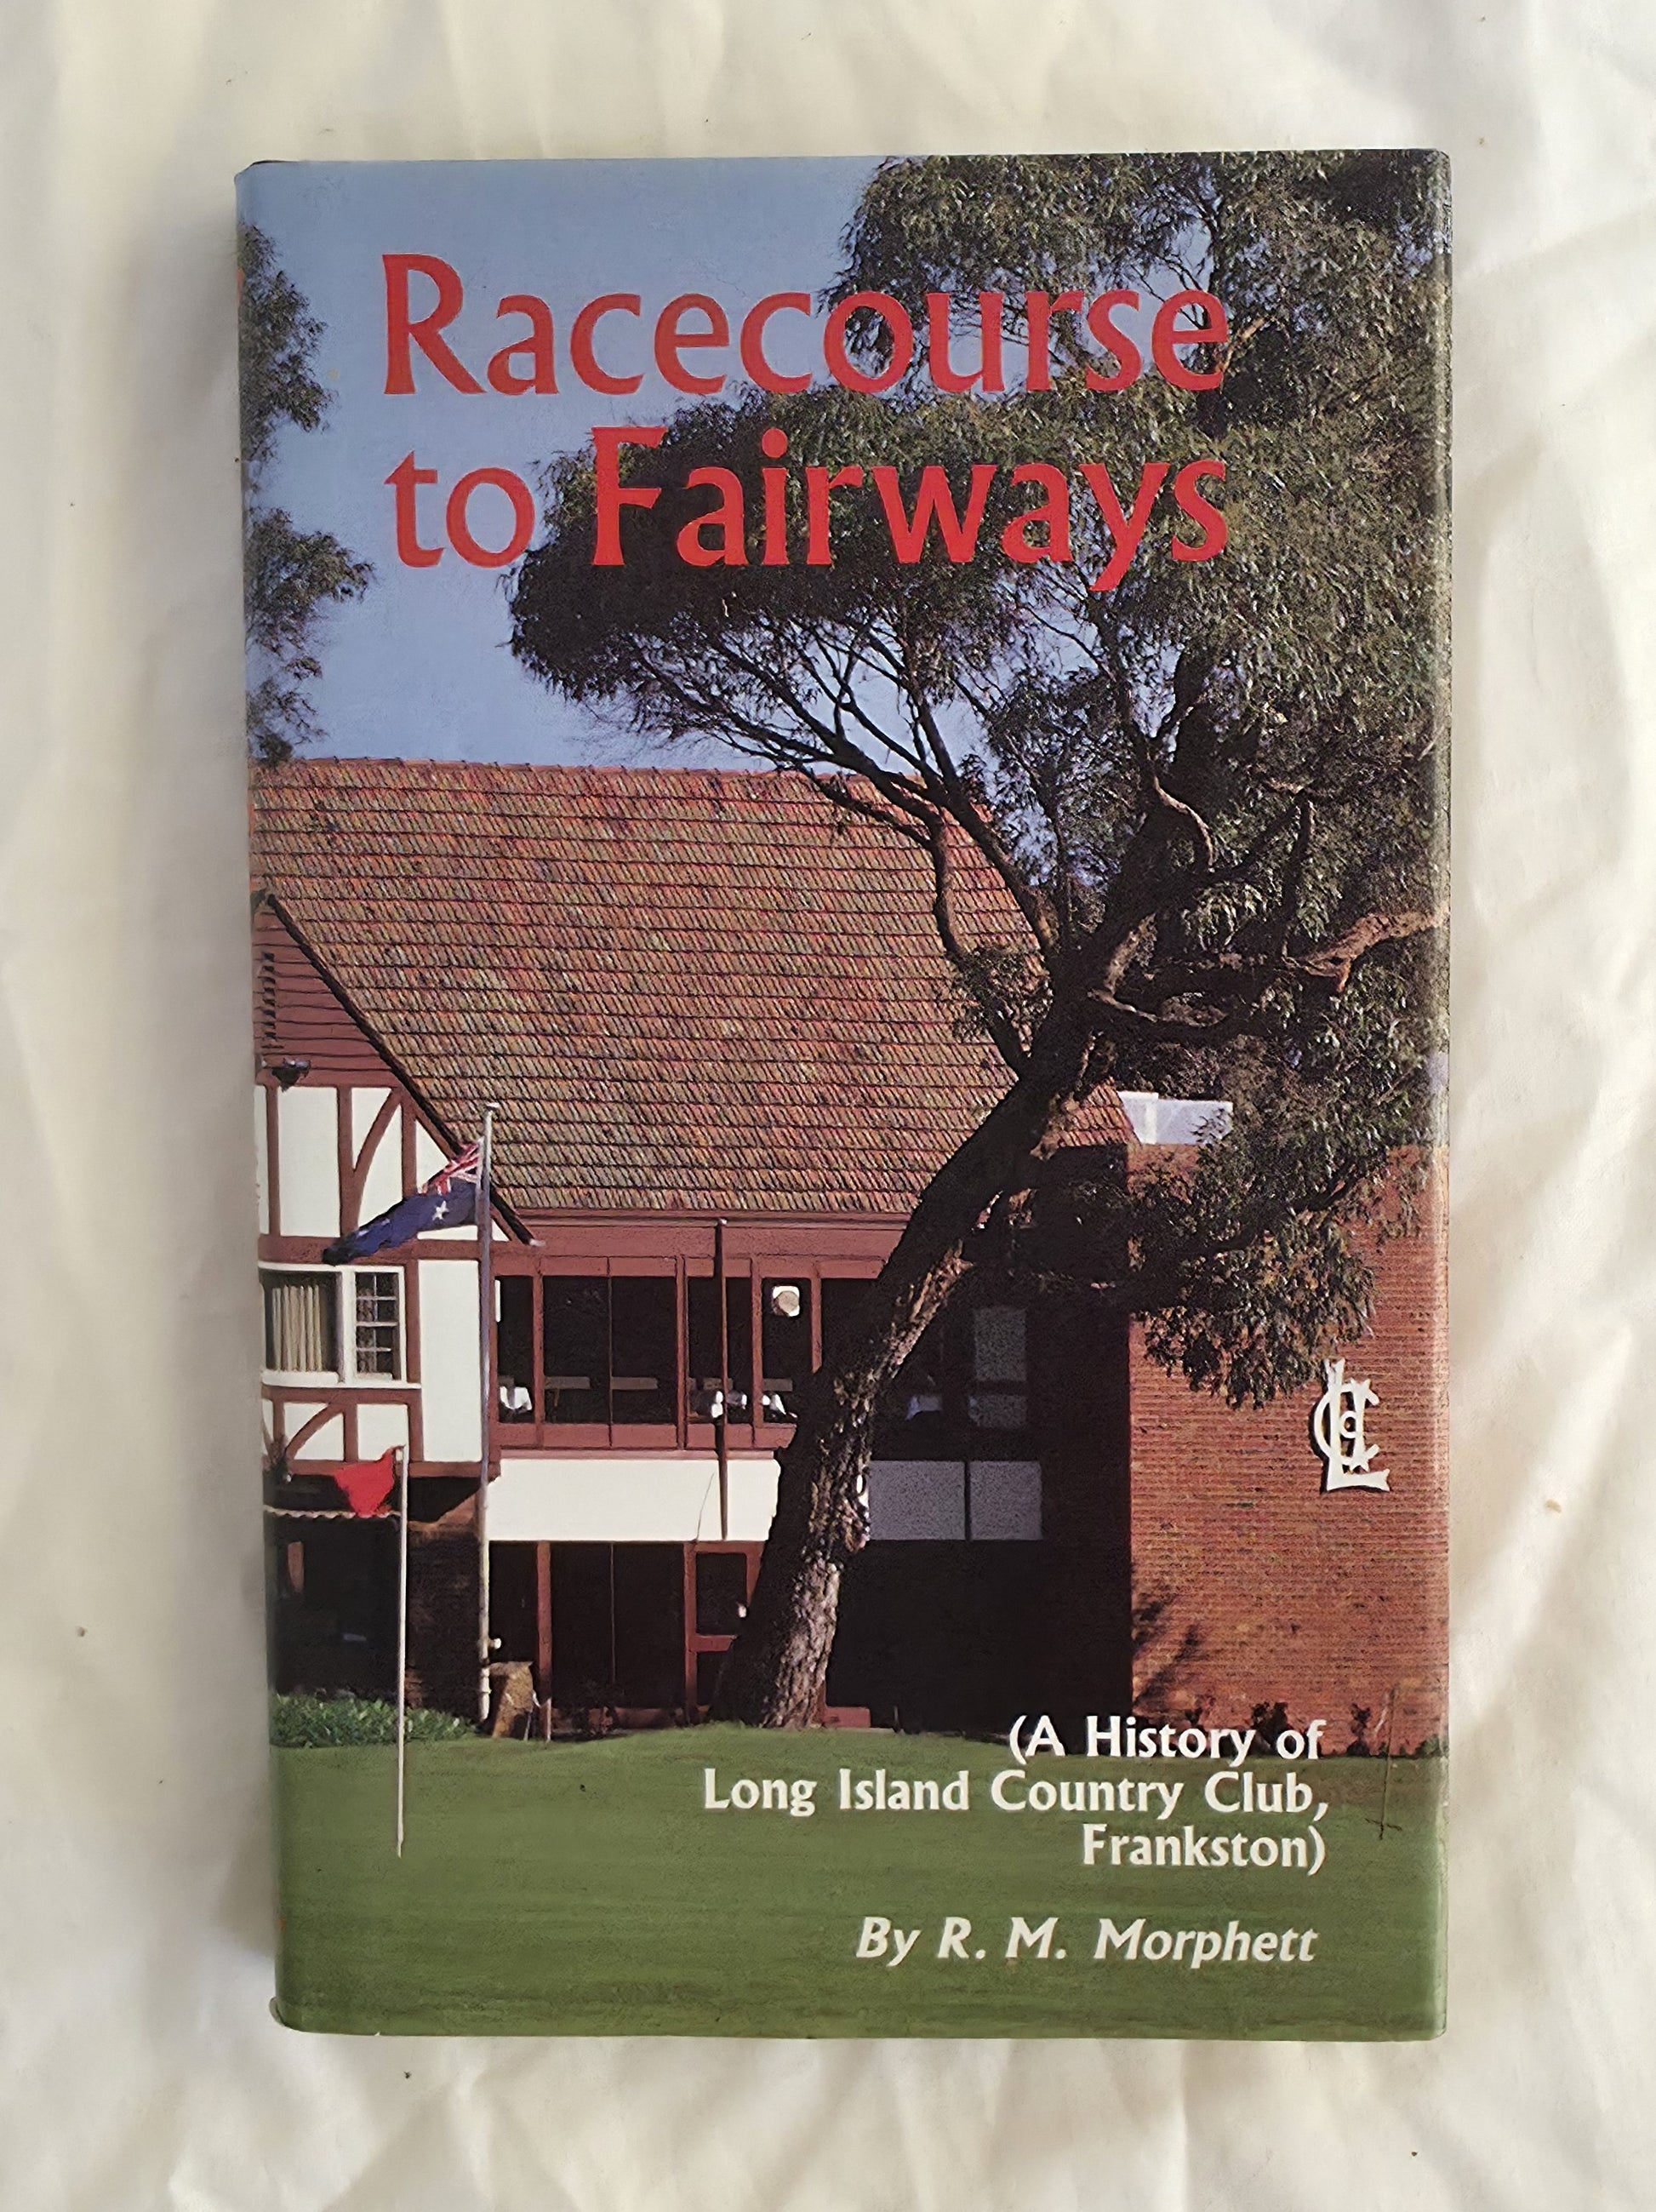 Racecourse
to Fairways
(A History of
Long Island Country Club,
Frankston)
By R. M. Morphett